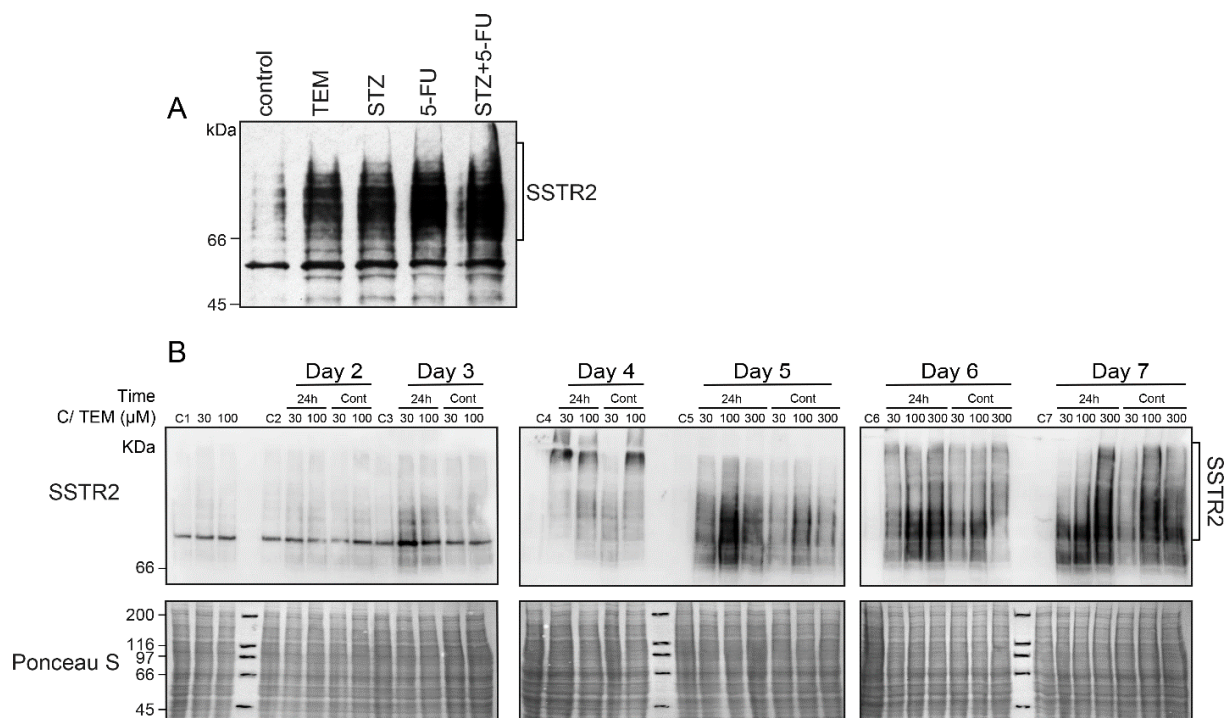 A
control TEM STZ 5-FU STZ+5-FU
kDa
SSTR2
66
45
B
Day 2 Day 3 Day 4 Day 5 Day 6 Day 7
Time 24h Cont 24h Cont 24h Cont 24h Cont 24h Cont 24h Cont
C/ TEM (µM) C1 30 100 C2 30 100 30 100 C3 30 100 30 100 C4 30 100 30 100 C5 30 100 300 30 100 300 C6 30 100 300 30 100 300 C7 30 100 300 30 100 300
KDa
SSTR2 SSTR2
66
200
116
97
Ponceau S 66
45